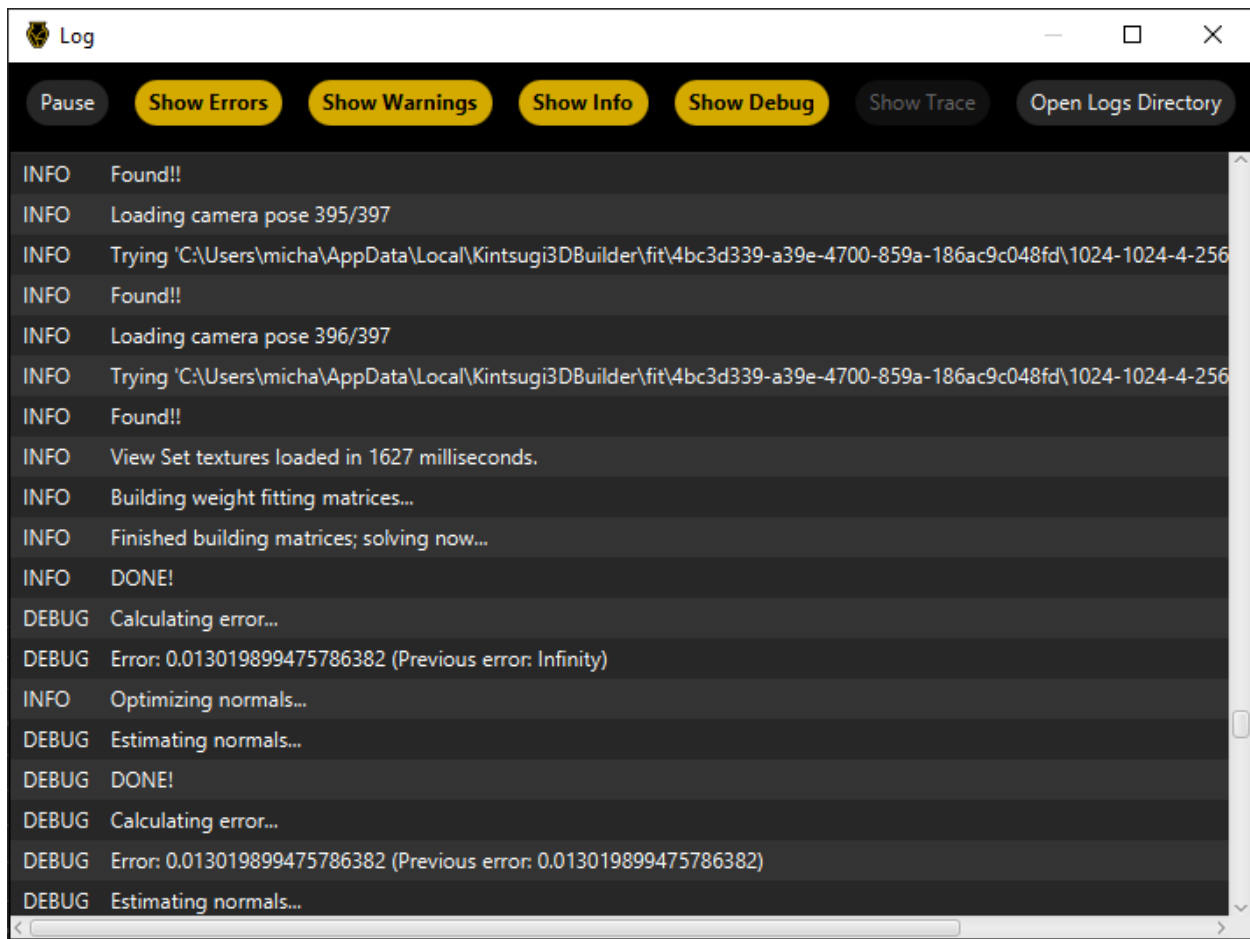 Log
Pause Show Errors Show Warnings Show Info Show Debug Show Trace Open Logs Directory
INFO Found!!
INFO Loading camera pose 395/397
INFO Trying 'C:\Users\micha\AppData\Local\Kintsugi3DBuilder\fit\4bc3d339-a39e-4700-859a-186ac9c048fd\1024-1024-4-256
INFO Found!!
INFO Loading camera pose 396/397
INFO Trying 'C:\Users\micha\AppData\Local\Kintsugi3DBuilder\fit\4bc3d339-a39e-4700-859a-186ac9c048fd\1024-1024-4-256
INFO Found!!
INFO View Set textures loaded in 1627 milliseconds.
INFO Building weight fitting matrices...
INFO Finished building matrices; solving now...
INFO DONE!
DEBUG Calculating error...
DEBUG Error: 0.013019899475786382 (Previous error: Infinity)
INFO Optimizing normals...
DEBUG Estimating normals...
DEBUG DONE!
DEBUG Calculating error...
DEBUG Error: 0.013019899475786382 (Previous error: 0.013019899475786382)
DEBUG Estimating normals...